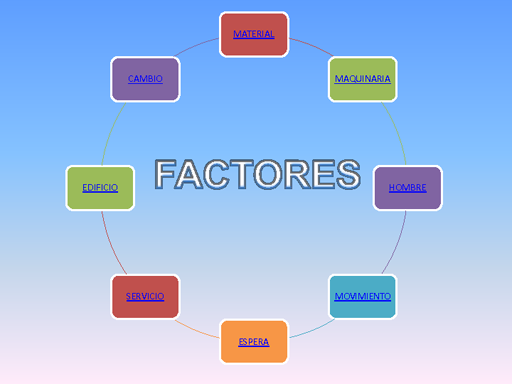 MATERIAL
CAMBIO
MAQUINARIA
FACTORES
EDIFICIO
HOMBRE
SERVICIO
MOVIMIENTO
ESPERA